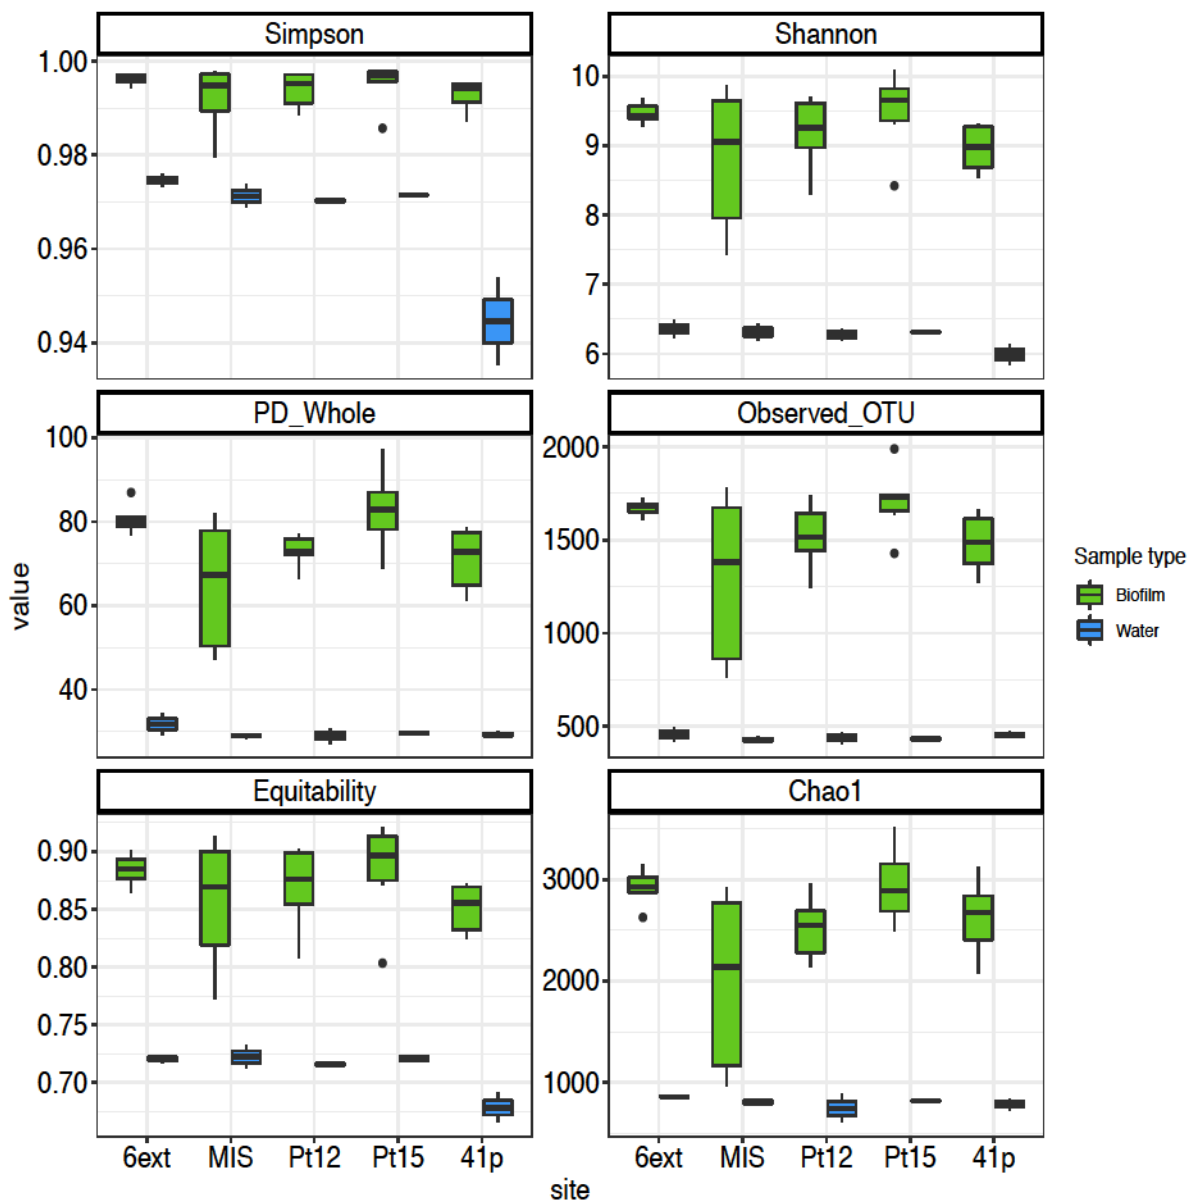 Simpson
Shannon
1.00
0.98
0.96
0.94
10
9
8
7
6
PD_Whole
Observed_OTU
100
80
60
40
2000
1500
1000
500
Equitability
Chao1
0.90
0.85
0.80
0.75
0.70
3000
2000
1000
value
6ext MIS Pt12 Pt15 41p
6ext MIS Pt12 Pt15 41p
site
Sample type
Biofilm
Water